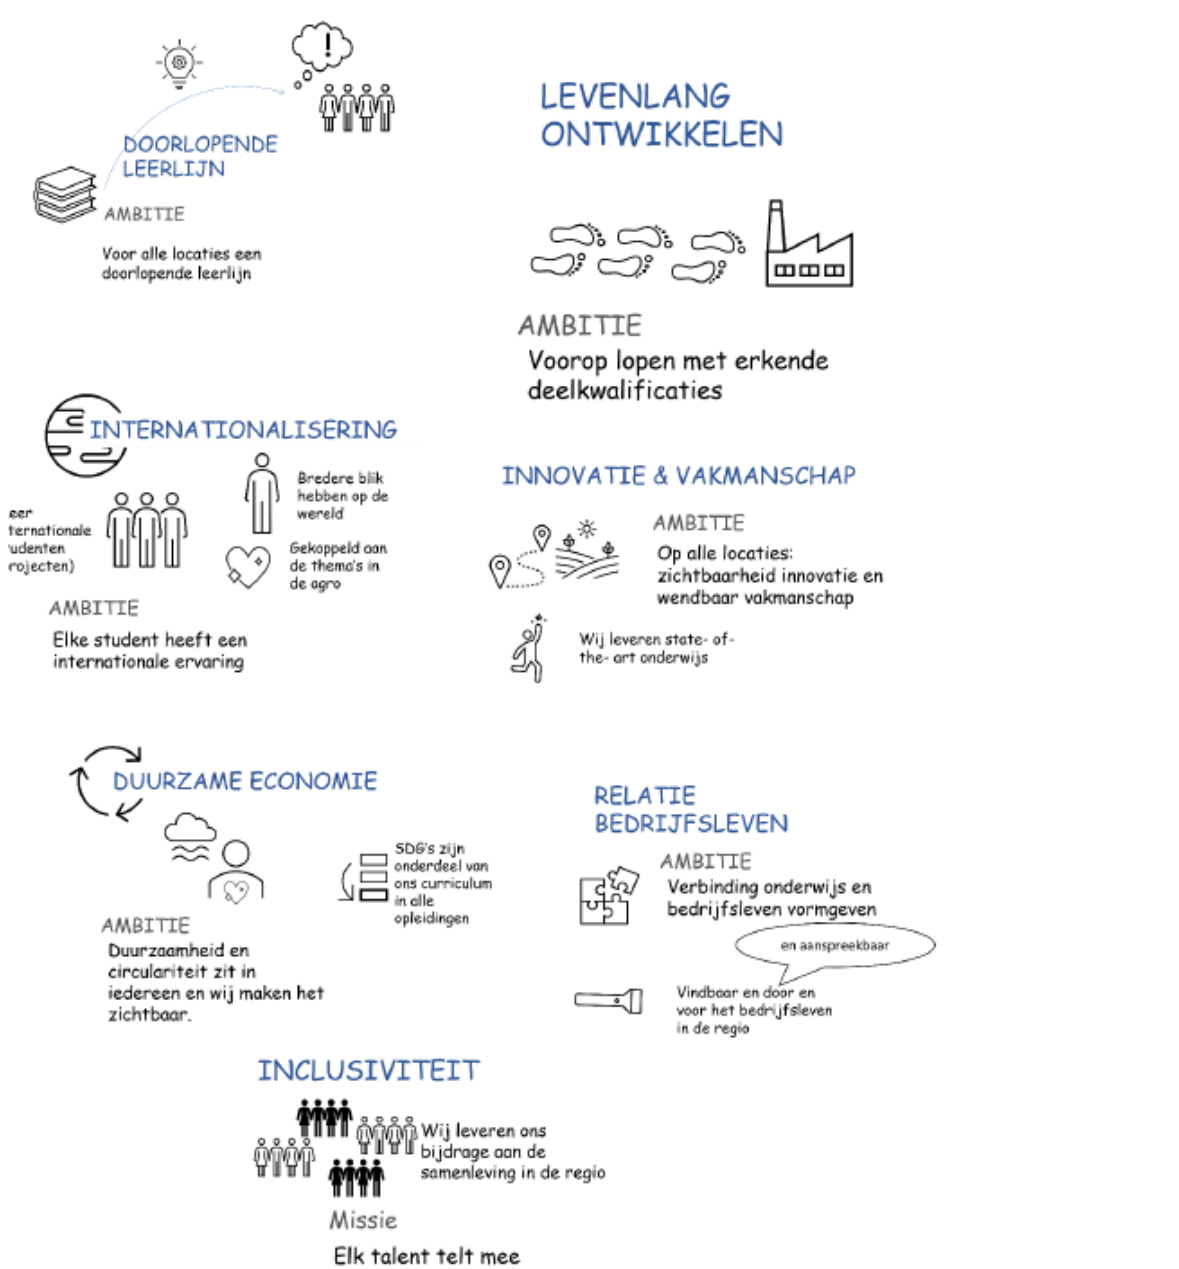 !
DOORLOPENDE
LEERLIJN
AMBITIE
Voor alle locaties een
doorlopende leerlijn
LEVENLANG
ONTWIKKELEN
AMBITIE
Voorop lopen met erkende
deelkwalificaties
INTERNATIONALISERING
Bredere blik
hebben op de
wereld
eer
ternationale
udenten
rojecten)
Gekoppeld aan
de thema's in
de agro
AMBITIE
Elke student heeft een
internationale ervaring
INNOVATIE & VAKMANSCHAP
AMBITIE
Op alle locaties:
zichtbaarheid innovatie en
wendbaar vakmanschap
Wij leveren state- of-
the- art onderwijs
DUURZAME ECONOMIE
SDG's zijn
onderdeel van
ons curriculum
in alle
opleidingen
AMBITIE
Duurzaamheid en
circulariteit zit in
iedereen en wij maken het
zichtbaar.
RELATIE
BEDRIJFSLEVEN
AMBITIE
Verbinding onderwijs en
bedrijfsleven vormgeven
en aanspreekbaar
Vindbaar en door en
voor het bedrijfsleven
in de regio
INCLUSIVITEIT
Wij leveren ons
bijdrage aan de
samenleving in de regio
Missie
Elk talent telt mee